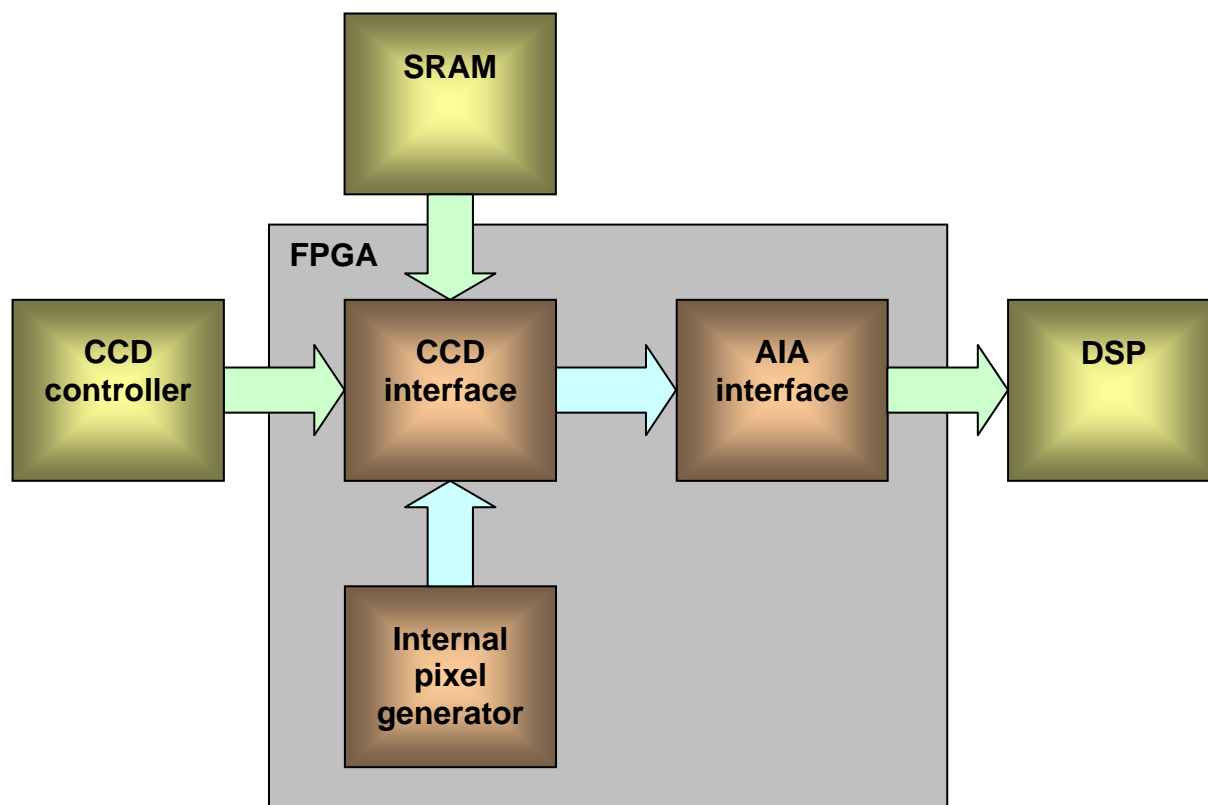 SRAM
FPGA
CCD
controller
CCD
interface
AIA
interface
DSP
Internal
pixel
generator